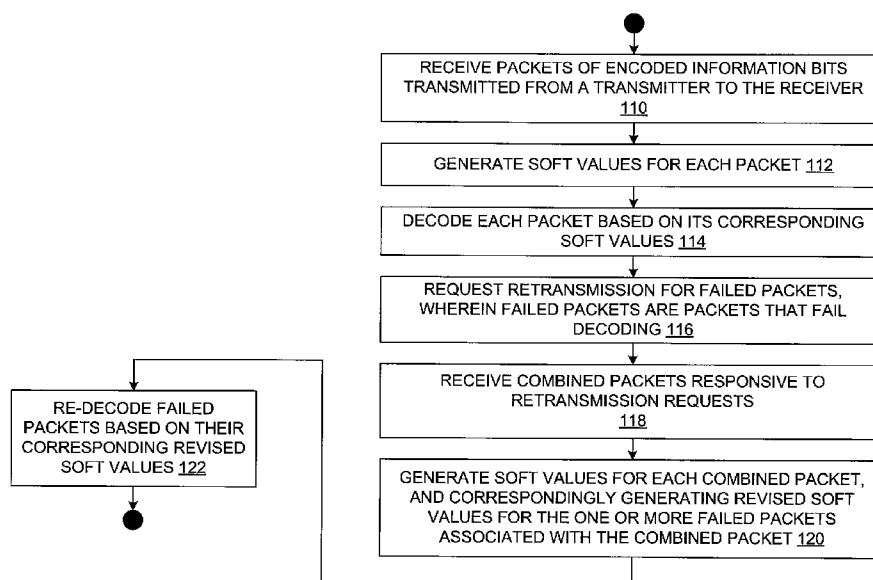 RECEIVE PACKETS OF ENCODED INFORMATION BITS
TRANSMITTED FROM A TRANSMITTER TO THE RECEIVER
110
GENERATE SOFT VALUES FOR EACH PACKET 112
DECODE EACH PACKET BASED ON ITS CORRESPONDING
SOFT VALUES 114
REQUEST RETRANSMISSION FOR FAILED PACKETS,
WHEREIN FAILED PACKETS ARE PACKETS THAT FAIL
DECODING 116
RECEIVE COMBINED PACKETS RESPONSIVE TO
RETRANSMISSION REQUESTS
118
GENERATE SOFT VALUES FOR EACH COMBINED PACKET,
AND CORRESPONDINGLY GENERATING REVISED SOFT
VALUES FOR THE ONE OR MORE FAILED PACKETS
ASSOCIATED WITH THE COMBINED PACKET 120
RE-DECODE FAILED
PACKETS BASED ON THEIR
CORRESPONDING REVISED
SOFT VALUES 122